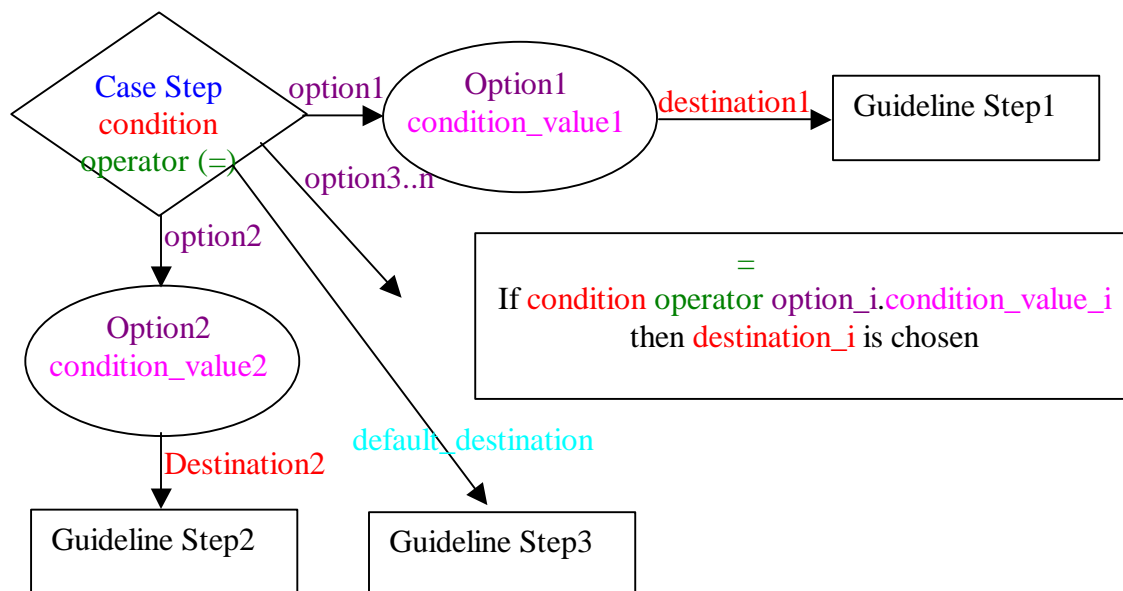 Case Step
condition
operator (=)
option1
Option1
condition_value1
destination1
Guideline Step1
option3..n
option2
Option2
condition_value2
=
If condition operator option_i.condition_value_i
then destination_i is chosen
default_destination
Destination2
Guideline Step2
Guideline Step3